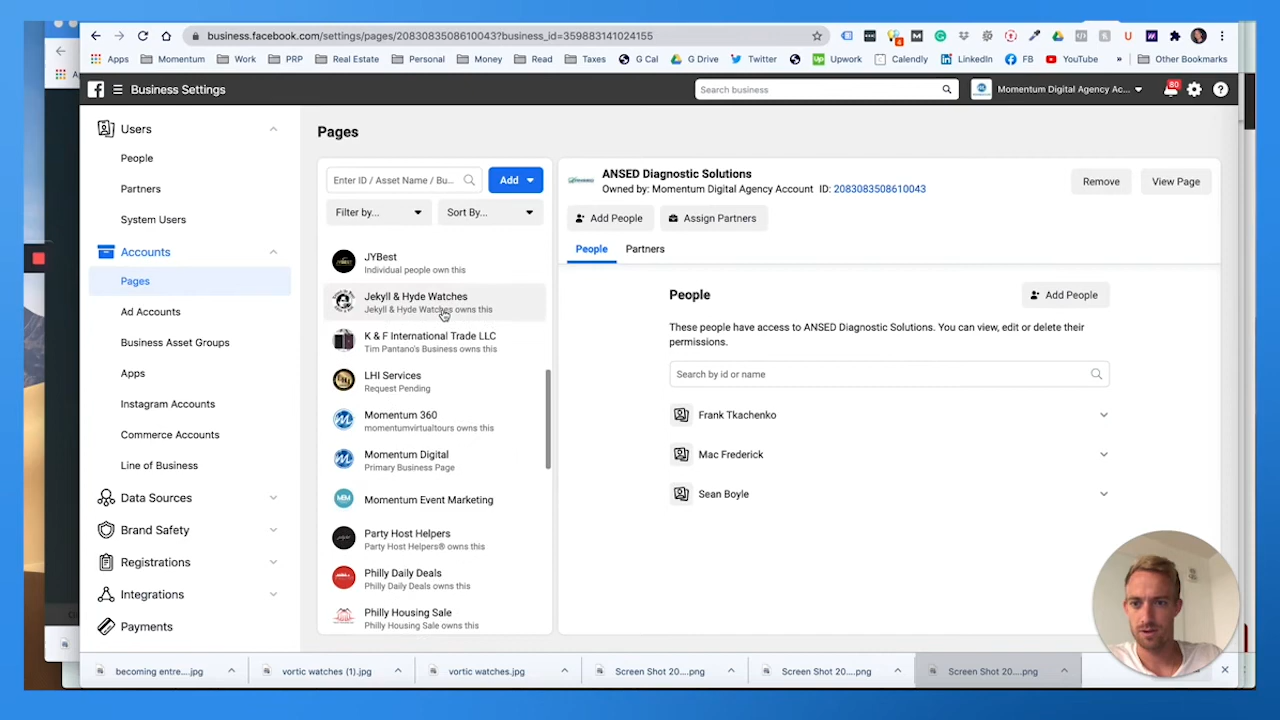 business.facebook.com/settings/pages/2083083508610043?business_id=359883141024155
Apps Momentum Work PRP Real Estate Personal Money Read Taxes G Cal G Drive Twitter Upwork Calendly LinkedIn FB YouTube » Other Bookmarks
Business Settings
Search business
Momentum Digital Agency Ac...
80
Users
People
Partners
System Users
Accounts
Pages
Ad Accounts
Business Asset Groups
Apps
Instagram Accounts
Commerce Accounts
Line of Business
Data Sources
Brand Safety
Registrations
Integrations
Payments
Pages
Enter ID / Asset Name / Bu...
Add
Filter by...
Sort By...
JYBest
Individual people own this
Jekyll & Hyde Watches
Jekyll & Hyde Watches owns this
K & F International Trade LLC
Tim Pantano's Business owns this
LHI Services
Request Pending
Momentum 360
momentumvirtualtours owns this
Momentum Digital
Primary Business Page
Momentum Event Marketing
Party Host Helpers
Party Host Helpers® owns this
Philly Daily Deals
Philly Daily Deals owns this
Philly Housing Sale
Philly Housing Sale owns this
ANSED Diagnostic Solutions
Owned by: Momentum Digital Agency Account ID: 2083083508610043
Remove
View Page
Add People
Assign Partners
People
Partners
People
Add People
These people have access to ANSED Diagnostic Solutions. You can view, edit or delete their
permissions.
Search by id or name
Frank Tkachenko
Mac Frederick
Sean Boyle
becoming entre....jpg
vortic watches (1).jpg
vortic watches.jpg
Screen Shot 20....png
Screen Shot 20....png
Screen Shot 20....png